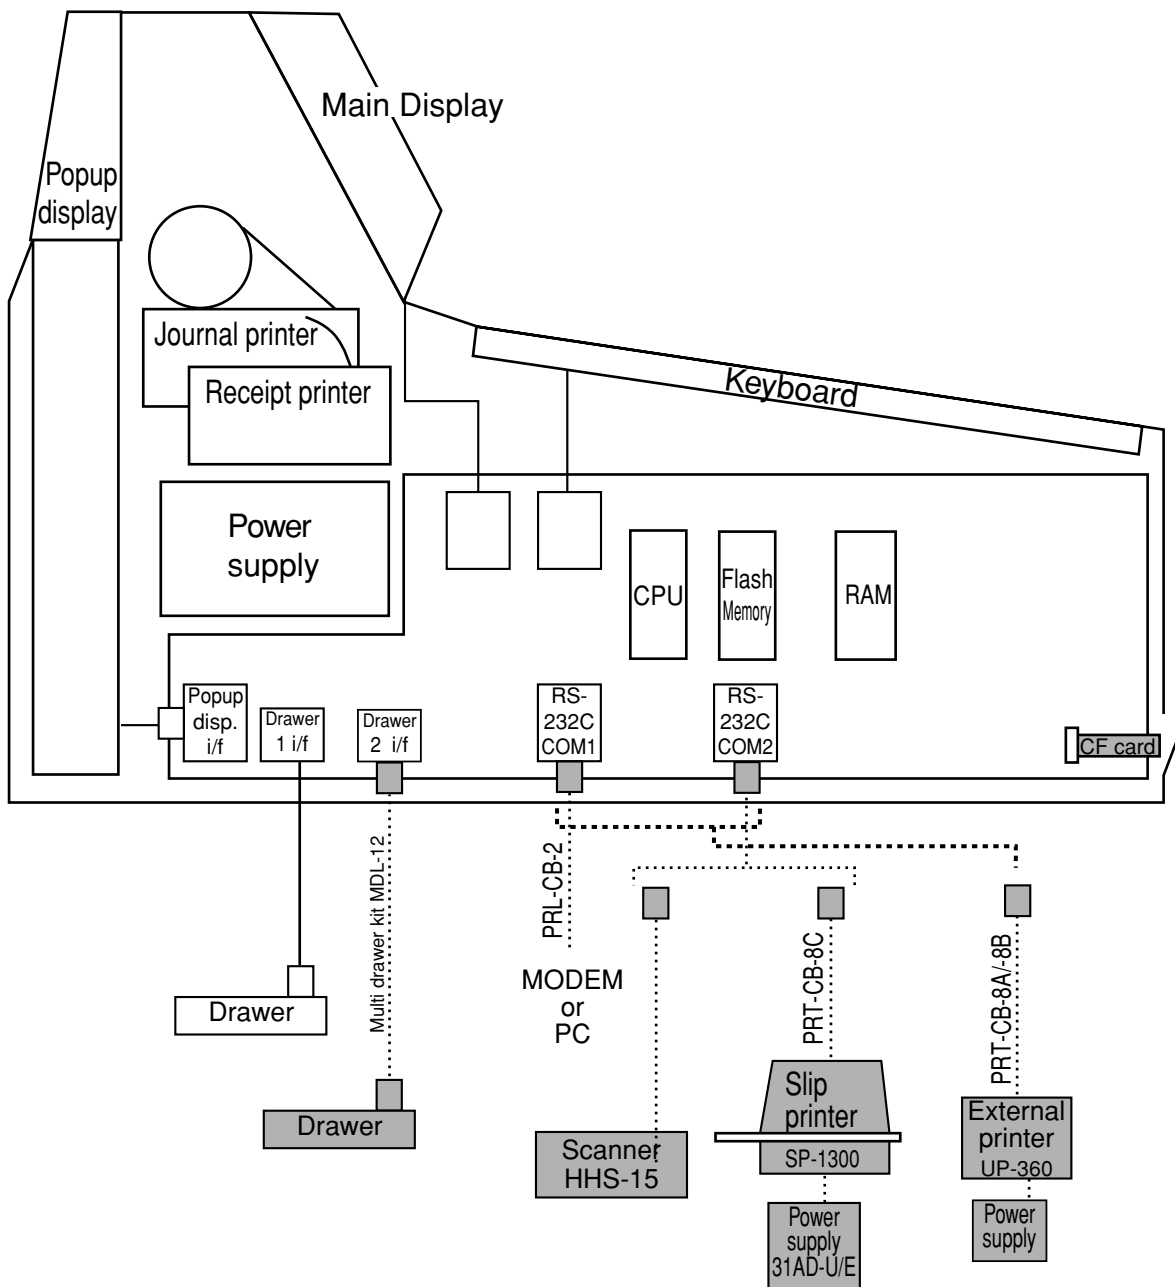 Main Display
Popup
display
Journal printer
Receipt printer
Keyboard
Power
supply
CPU
Flash
Memory
RAM
Popup
disp.
i/f
Drawer
1 i/f
Drawer
2 i/f
RS-
232C
COM1
RS-
232C
COM2
CF card
Multi drawer kit MDL-12
PRL-CB-2
MODEM
or
PC
PRT-CB-8C
PRT-CB-8A/-8B
Drawer
Drawer
Scanner
HHS-15
Slip
printer
SP-1300
Power
supply
31AD-U/E
External
printer
UP-360
Power
supply